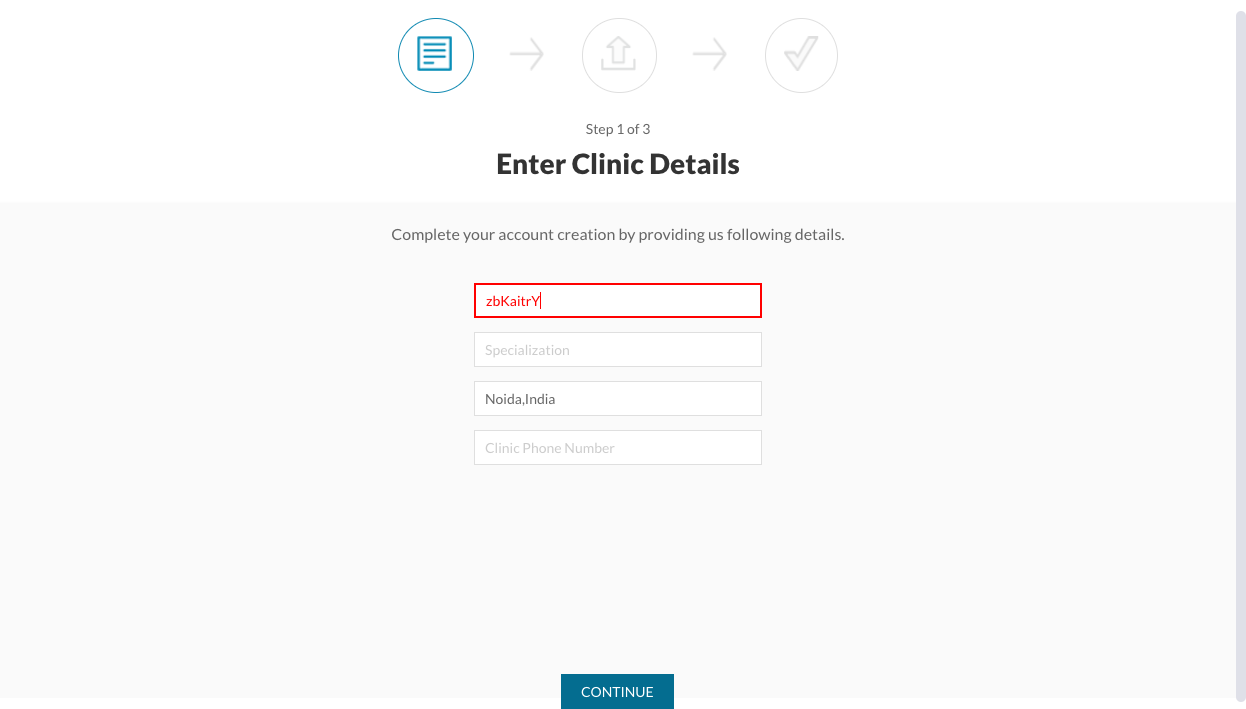 Step 1 of 3
Enter Clinic Details
Complete your account creation by providing us following details.
zbKaitrY
Specialization
Noida,India
Clinic Phone Number
CONTINUE